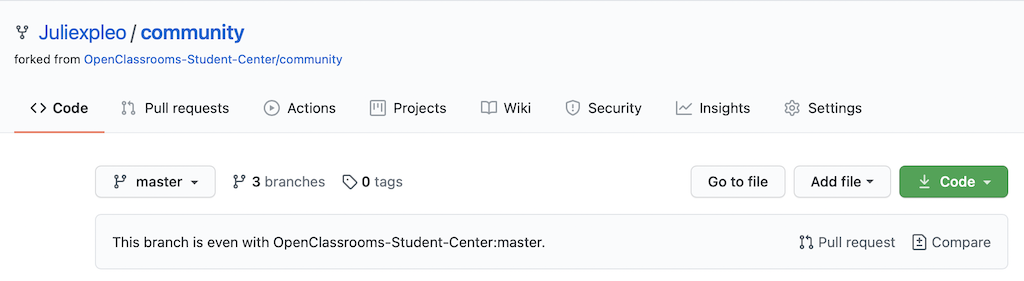 Juliexpleo / community
forked from OpenClassrooms-Student-Center/community
Code Pull requests Actions Projects Wiki Security Insights Settings
master 3 branches 0 tags Go to file Add file Code
This branch is even with OpenClassrooms-Student-Center:master. Pull request Compare